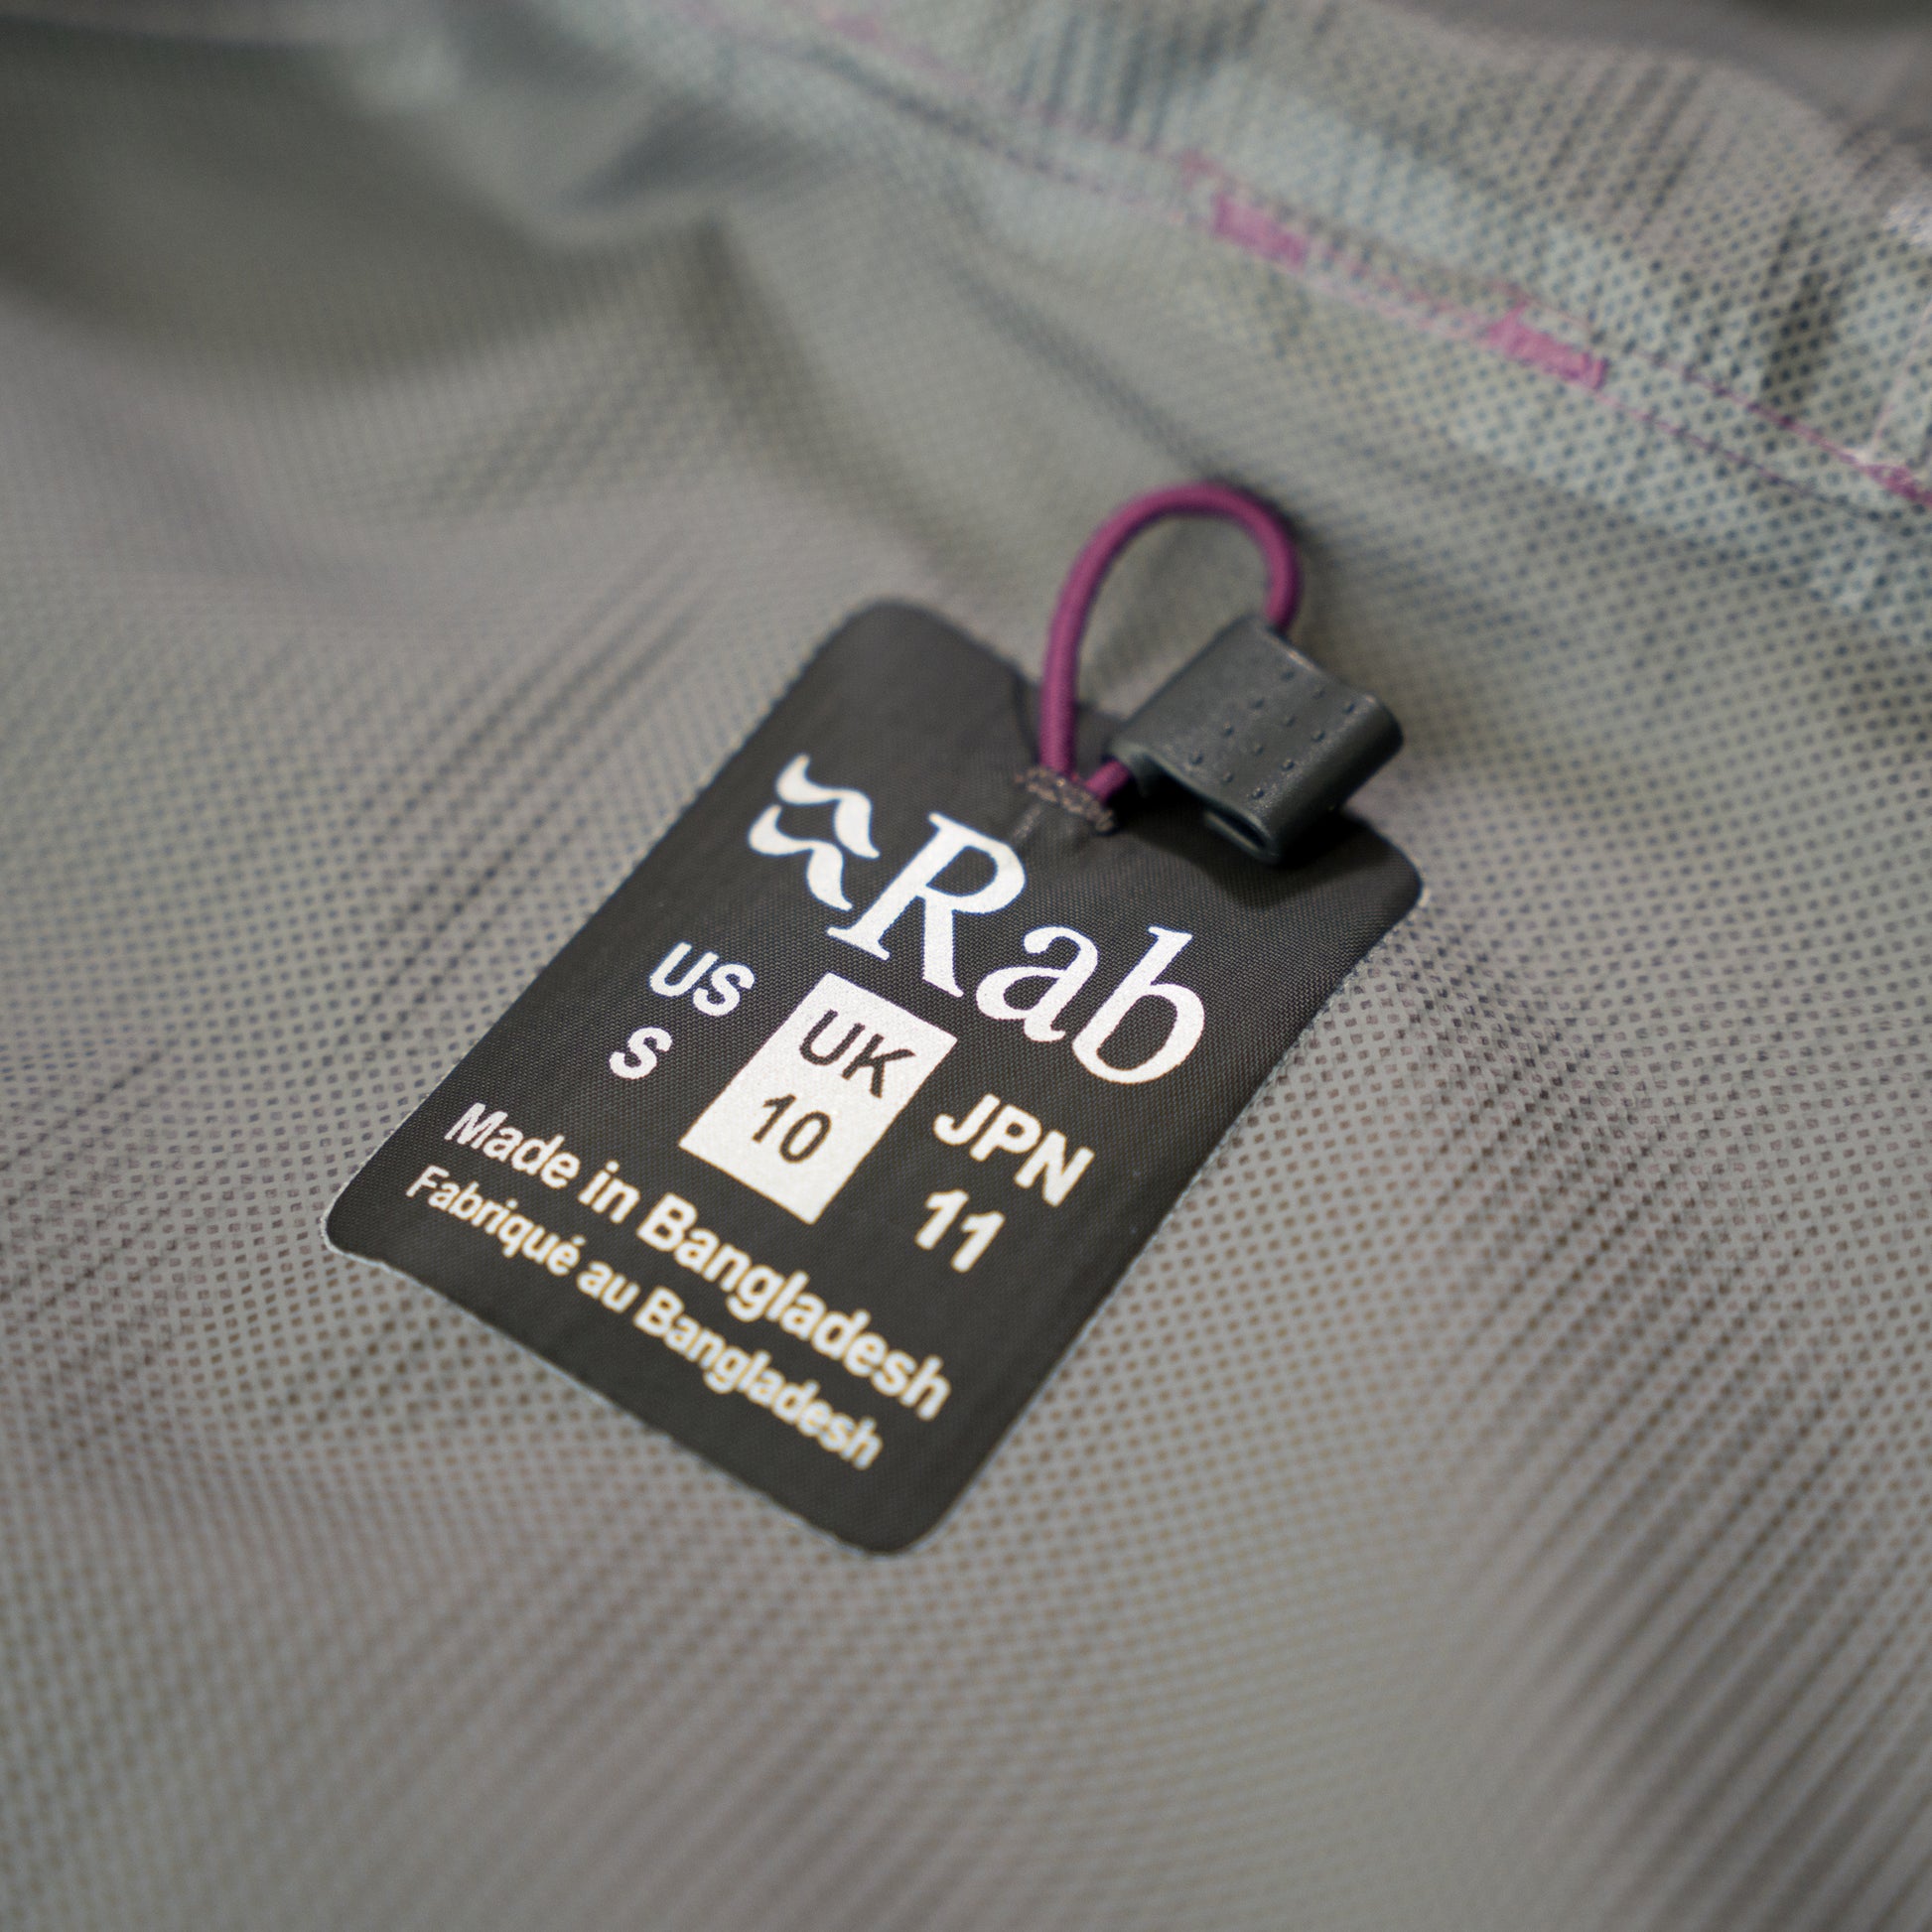 Rab
US UK JPN
S 10 11
Made in Bangladesh
Fabriqué au Bangladesh